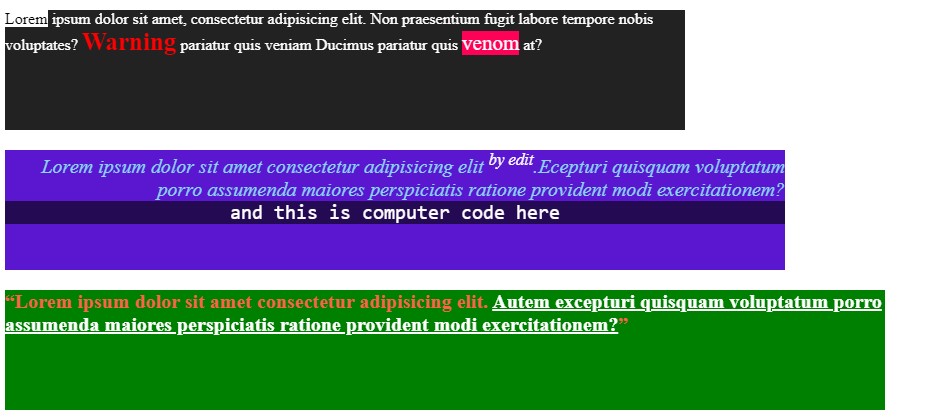 Lorem ipsum dolor sit amet, consectetur adipisicing elit. Non praesentium fugit labore tempore nobis
voluptates? Warning pariatur quis veniam Ducimus pariatur quis venom at?
Lorem ipsum dolor sit amet consectetur adipisicing elit by edit.Ecepturi quisquam voluptatum
porro assumenda maiores perspiciatis ratione provident modi exercitationem?
and this is computer code here
“Lorem ipsum dolor sit amet consectetur adipisicing elit. Autem excepturi quisquam voluptatum porro
assumenda maiores perspiciatis ratione provident modi exercitationem?”